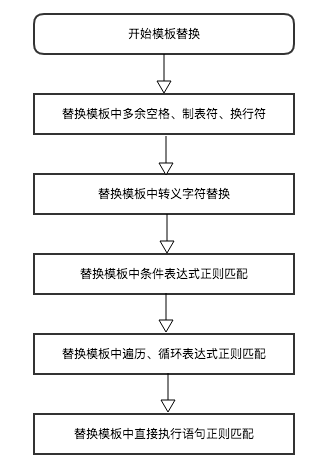 开始模板替换
替换模板中多余空格、制表符、换行符
替换模板中转义字符替换
替换模板中条件表达式正则匹配
替换模板中遍历、循环表达式正则匹配
替换模板中直接执行语句正则匹配